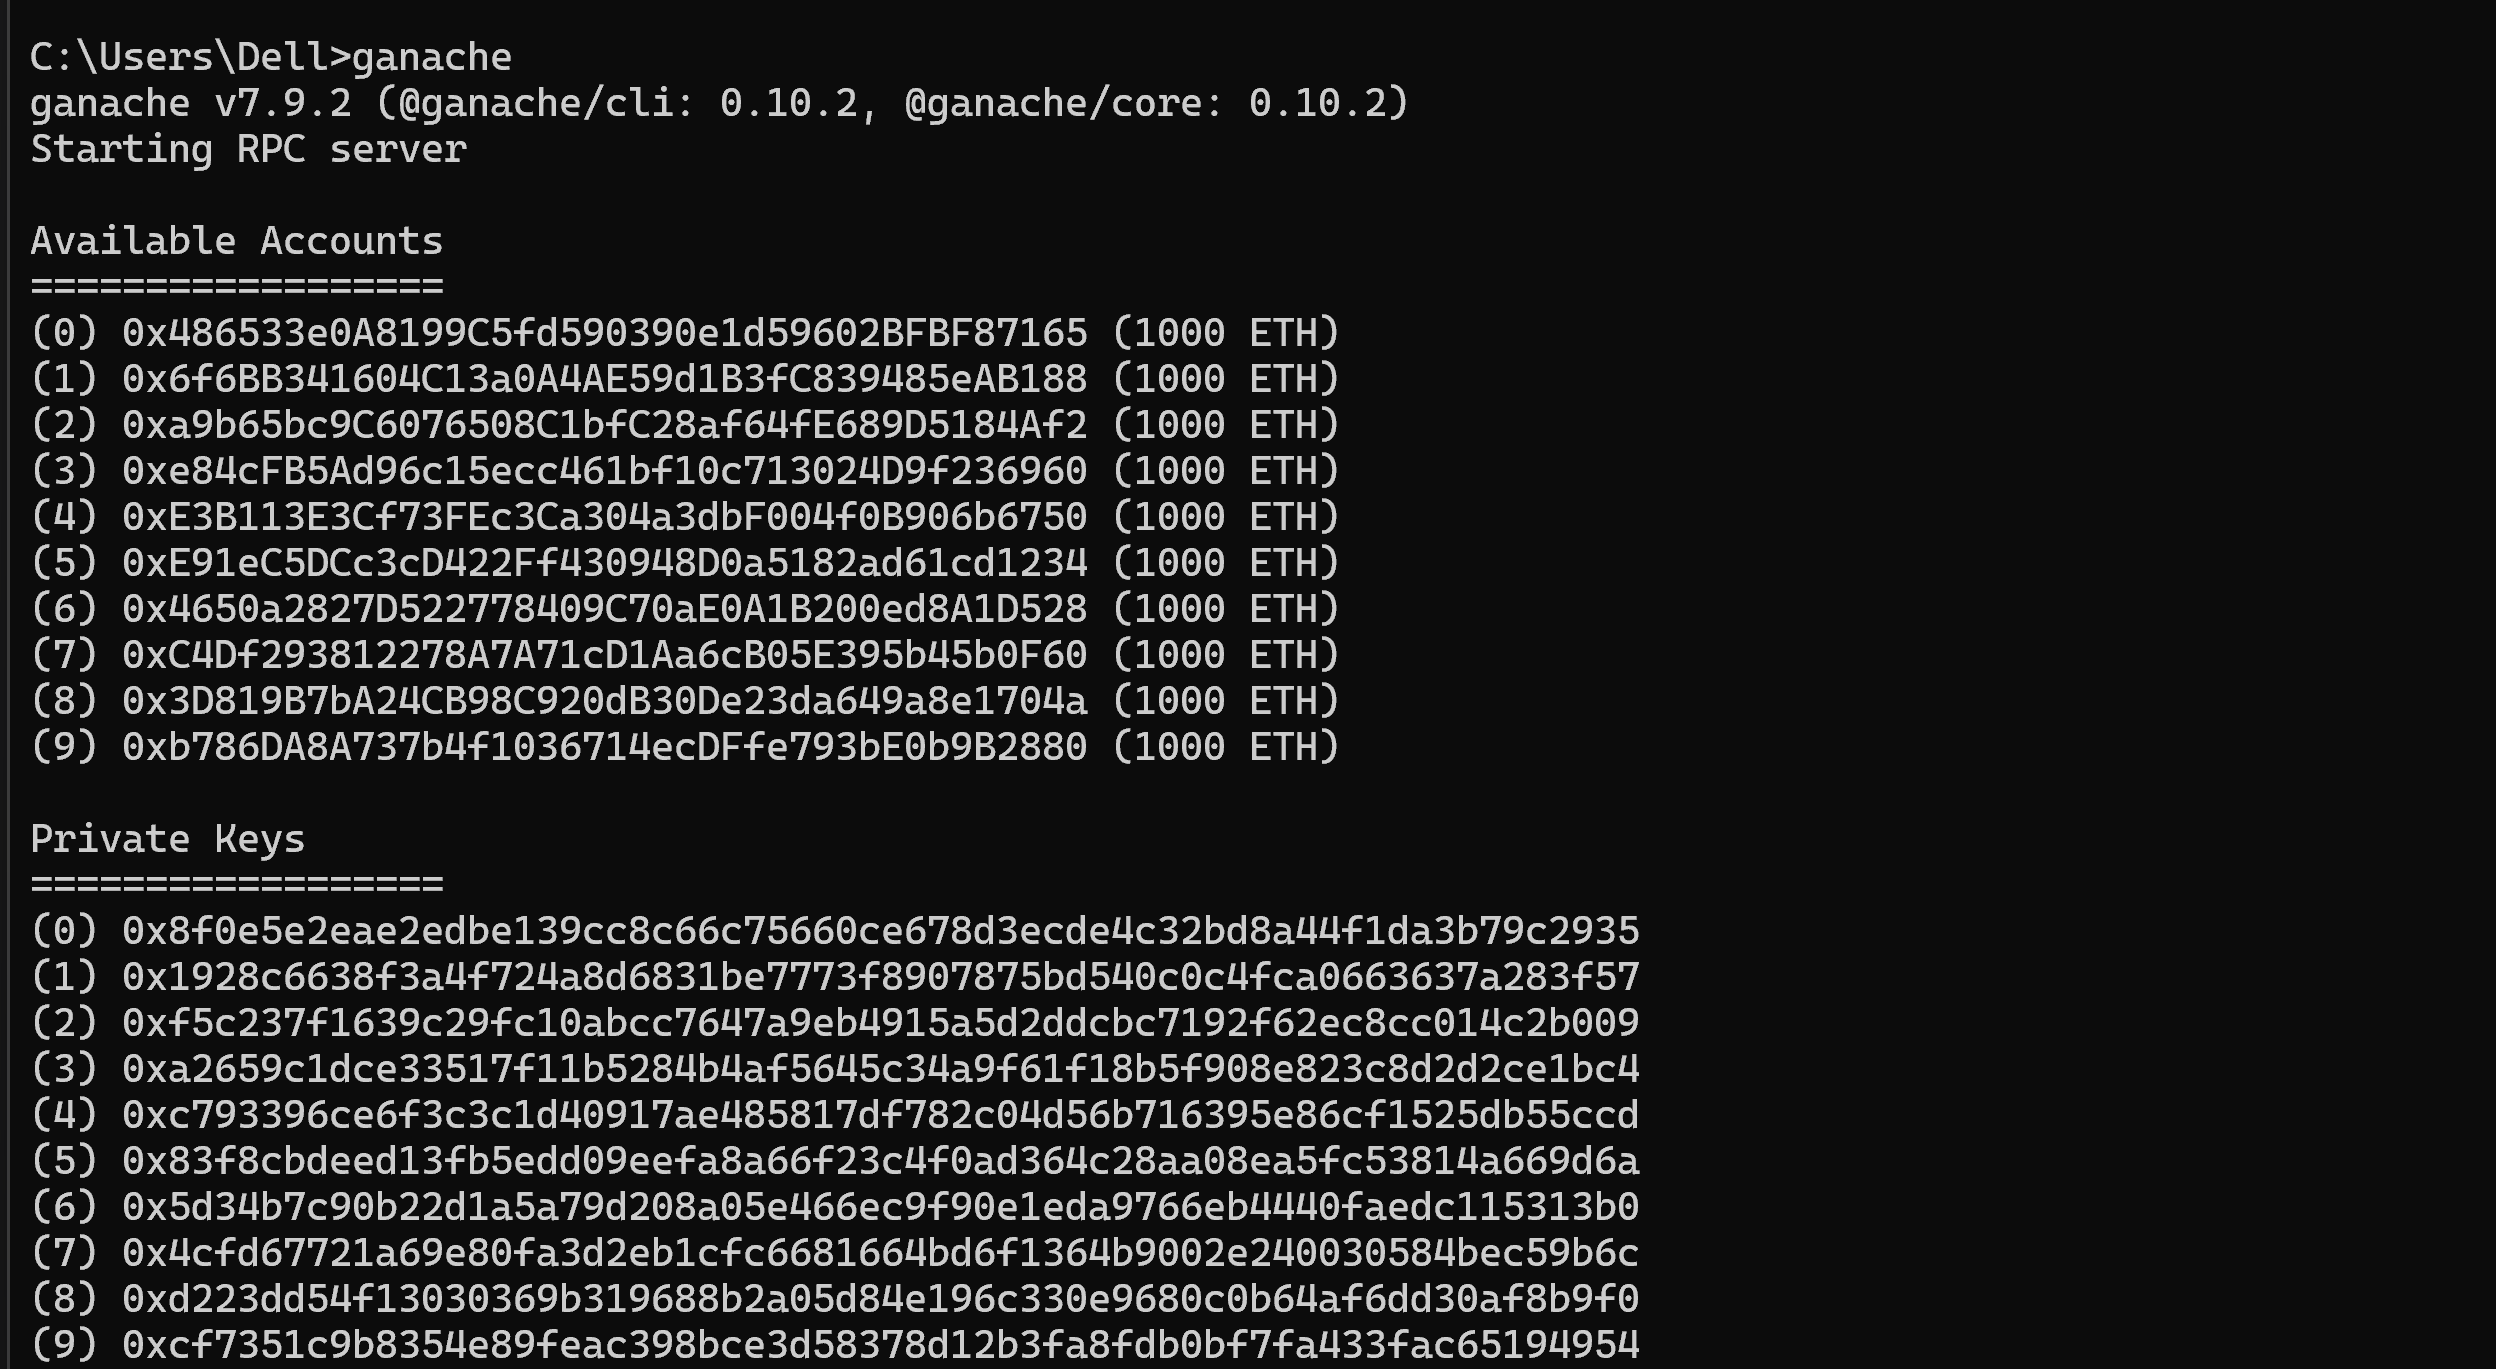 C:\Users\Dell>ganache
ganache v7.9.2 (@ganache/cli: 0.10.2, @ganache/core: 0.10.2)
Starting RPC server
Available Accounts
==================
(0) 0x486533e0A8199C5fd590390e1d59602BFBF87165 (1000 ETH)
(1) 0x6f6BB341604C13a0A4AE59d1B3fC839485eAB188 (1000 ETH)
(2) 0xa9b65bc9C6076508C1bfC28af64fE689D5184Af2 (1000 ETH)
(3) 0xe84cFB5Ad96c15ecc461bf10c713024D9f236960 (1000 ETH)
(4) 0xE3B113E3Cf73FEc3Ca304a3dbF004f0B906b6750 (1000 ETH)
(5) 0xE91eC5DCc3cD422Ff430948D0a5182ad61cd1234 (1000 ETH)
(6) 0x4650a2827D522778409C70aE0A1B200ed8A1D528 (1000 ETH)
(7) 0xC4Df293812278A7A71cD1Aa6cB05E395b45b0F60 (1000 ETH)
(8) 0x3D819B7bA24CB98C920dB30De23da649a8e1704a (1000 ETH)
(9) 0xb786DA8A737b4f1036714ecDFfe793bE0b9B2880 (1000 ETH)
Private Keys
==================
(0) 0x8f0e5e2eae2edbe139cc8c66c75660ce678d3ecde4c32bd8a44f1da3b79c2935
(1) 0x1928c6638f3a4f724a8d6831be7773f8907875bd540c0c4fca0663637a283f57
(2) 0xf5c237f1639c29fc10abcc7647a9eb4915a5d2ddcbc7192f62ec8cc014c2b009
(3) 0xa2659c1dce33517f11b5284b4af5645c34a9f61f18b5f908e823c8d2d2ce1bc4
(4) 0xc793396ce6f3c3c1d40917ae485817df782c04d56b716395e86cf1525db55ccd
(5) 0x83f8cbdeed13fb5edd09eefa8a66f23c4f0ad364c28aa08ea5fc53814a669d6a
(6) 0x5d34b7c90b22d1a5a79d208a05e466ec9f90e1eda9766eb4440faedc115313b0
(7) 0x4cfd67721a69e80fa3d2eb1cfc6681664bd6f1364b9002e240030584bec59b6c
(8) 0xd223dd54f13030369b319688b2a05d84e196c330e9680c0b64af6dd30af8b9f0
(9) 0xcf7351c9b8354e89feac398bce3d58378d12b3fa8fdb0bf7fa433fac65194954